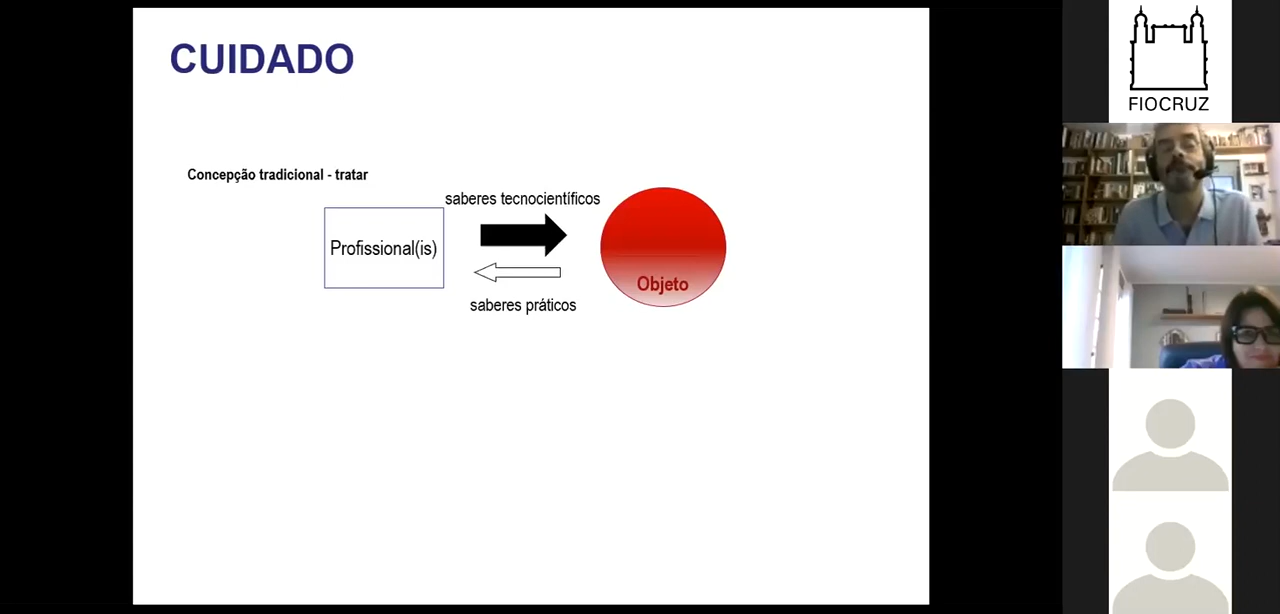 CUIDADO
Concepção tradicional - tratar
saberes tecnocientíficos
Profissional(is)
Objeto
saberes práticos
FIOCRUZ